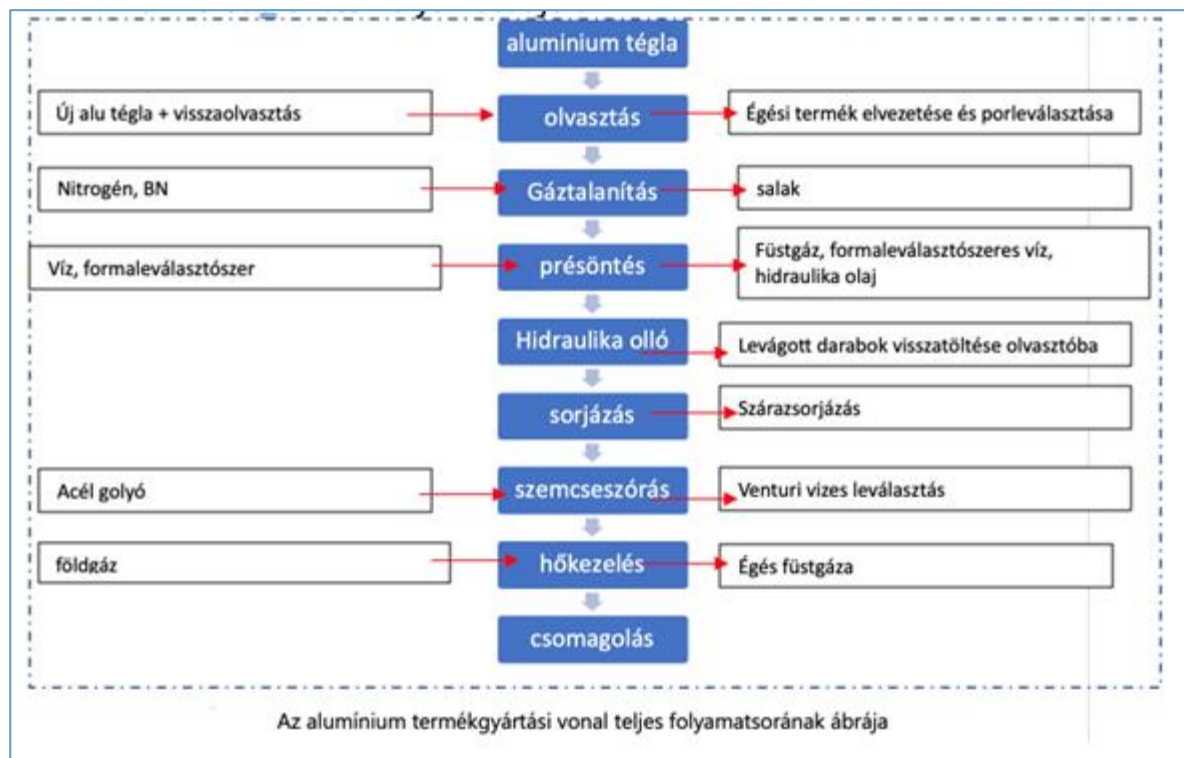 aluminium tégla
Új alu tégla + visszaolvasztás
olvasztás
Égési termék elvezetése és porleválasztása
Nitrogén, BN
Gáztalanítás
salak
Víz, formaleválasztószer
présöntés
Füstgáz, formaleválasztószeres víz,
hidraulika olaj
Hidraulika olló
Levágott darabok visszatöltése olvasztóba
sorjázás
Szárazsorjázás
Acél golyó
szemcseszórás
Venturi vizes leválasztás
földgáz
hőkezelés
Égés füstgáza
csomagolás
Az alumínium termékgyártási vonal teljes folyamatsorának ábrája